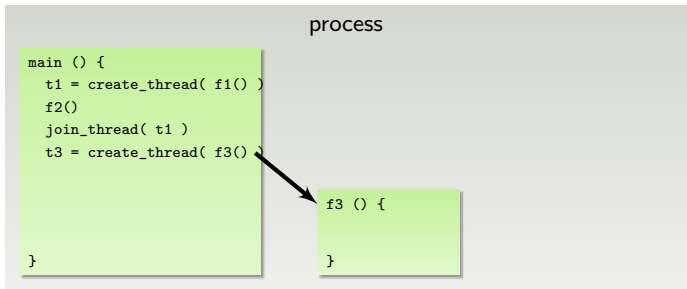 process
main () {
  t1 = create_thread( f1() )
  f2()
  join_thread( t1 )
  t3 = create_thread( f3() )
}
f3 () {
}